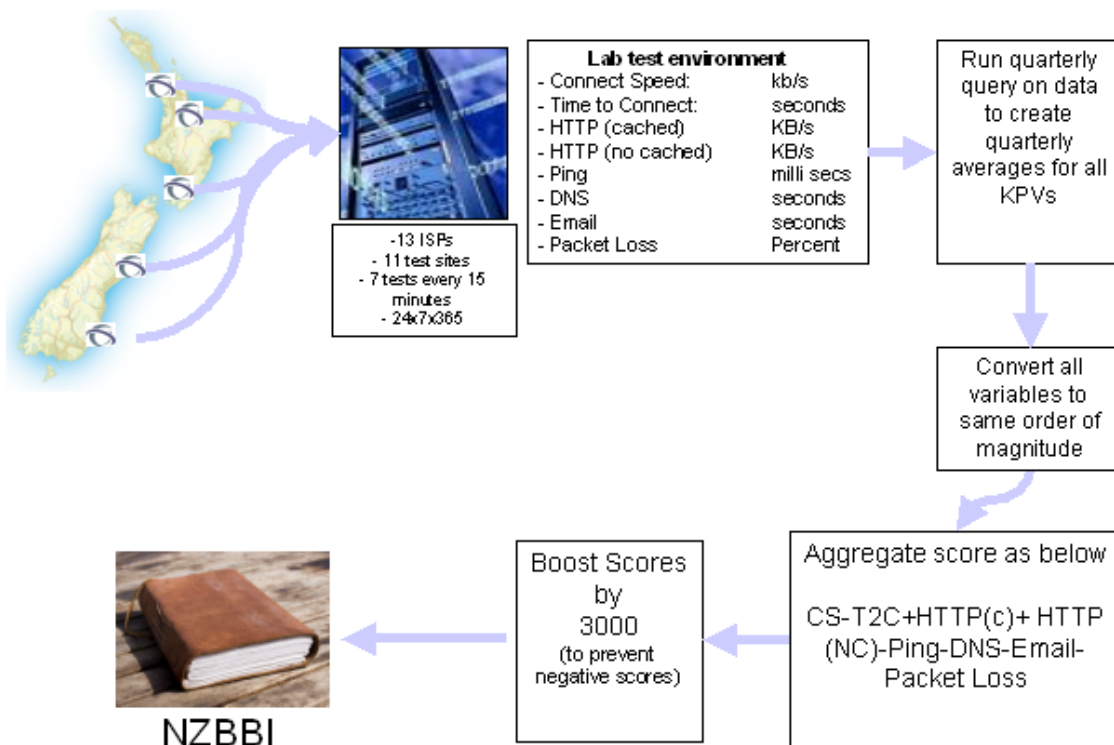 Lab test environment
- Connect Speed: kb/s
- Time to Connect: seconds
- HTTP (cached) KB/s
- HTTP (no cached) KB/s
- Ping milli secs
- DNS seconds
- Email seconds
- Packet Loss Percent
-13 ISPs
- 11 test sites
- 7 tests every 15
minutes
- 24x7x365
Run quarterly
query on data
to create
quarterly
averages for all
KPVs
Convert all
variables to
same order of
magnitude
Aggregate score as below
CS-T2C+HTTP(c)+ HTTP
(NC)-Ping-DNS-Email-
Packet Loss
Boost Scores
by
3000
(to prevent
negative scores)
NZBBI